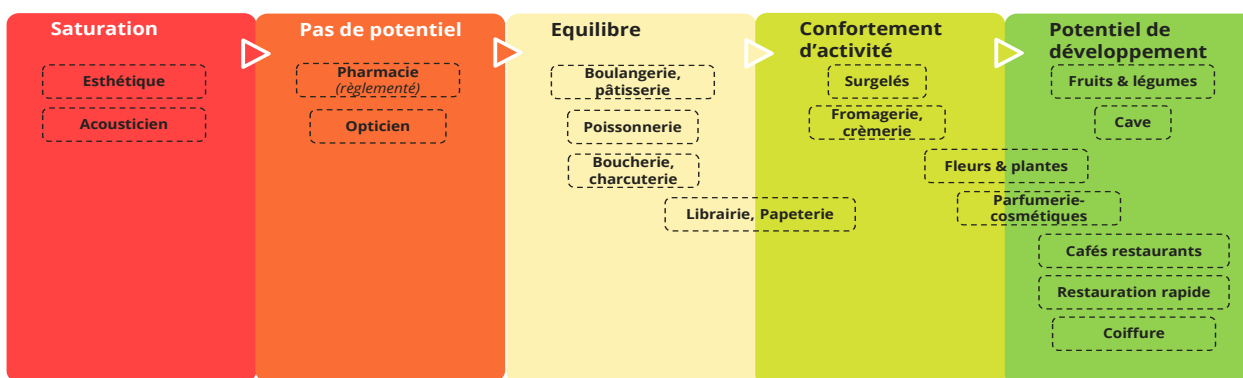 Saturation
Esthétique
Acousticien
Pas de potentiel
Pharmacie
(règlementé)
Opticien
Equilibre
Boulangerie,
pâtisserie
Poissonnerie
Boucherie,
charcuterie
Librairie, Papeterie
Confortement
d’activité
Surgelés
Fromagerie,
crèmerie
Fleurs & plantes
Parfumerie-
cosmétiques
Potentiel de
développement
Fruits & légumes
Cave
Cafés restaurants
Restauration rapide
Coiffure